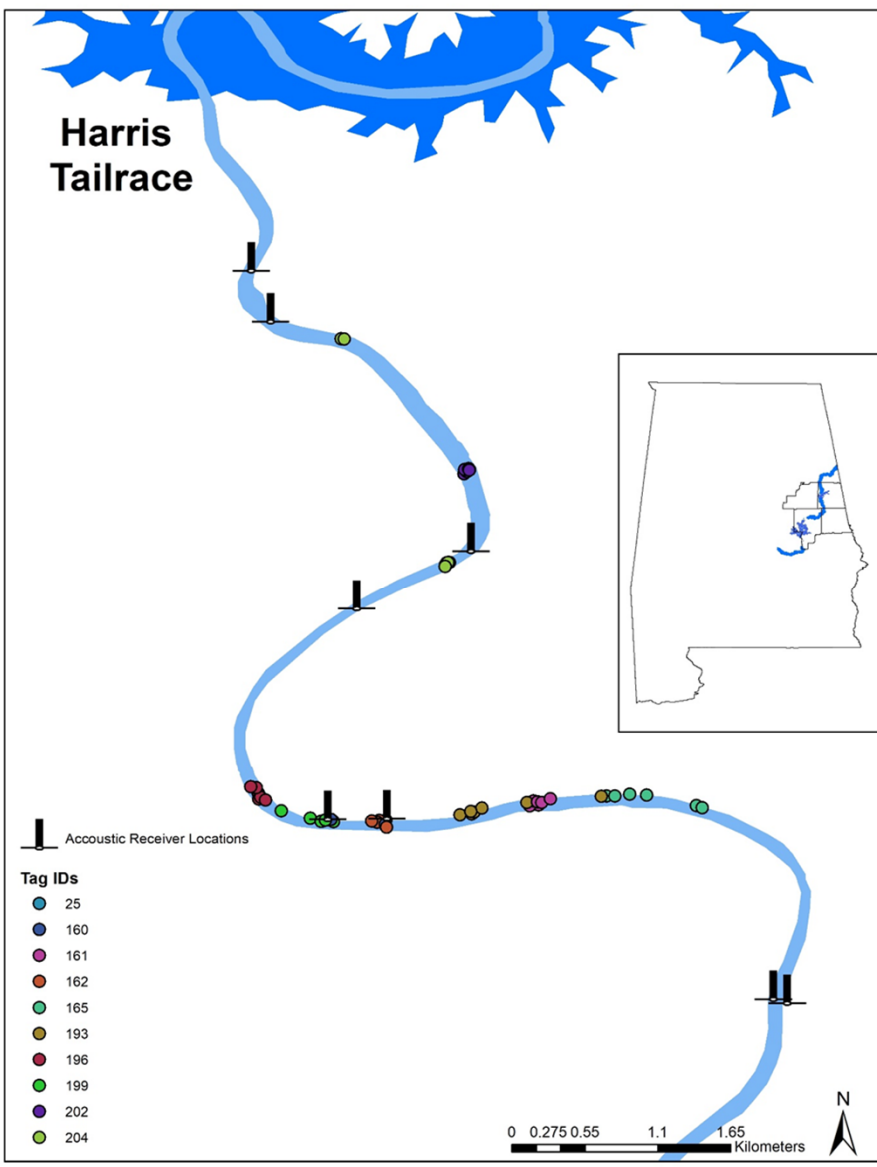 Harris
Tailrace
Accoustic Receiver Locations
Tag IDs
25
160
161
162
165
193
196
199
202
204
N
0 0.275 0.55 1.1 1.65
Kilometers